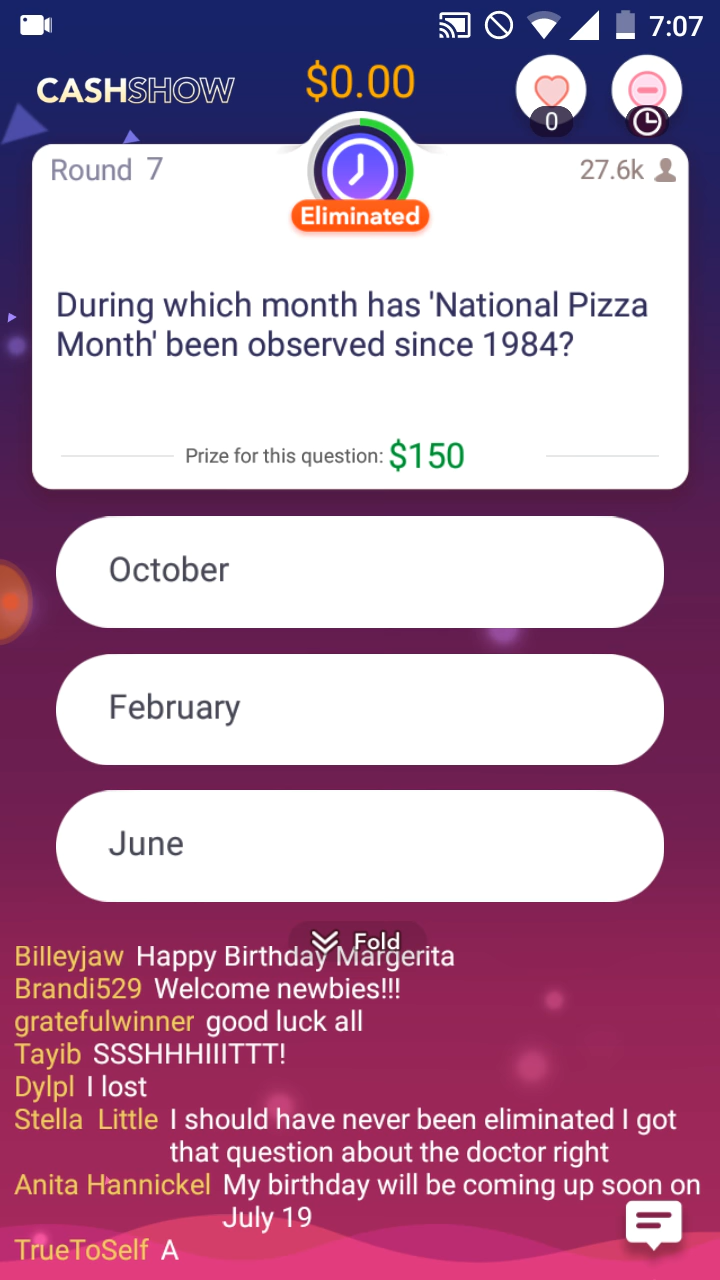 7:07
CASHSHOW
$0.00
0
Round 7
27.6k
Eliminated
During which month has 'National Pizza
Month' been observed since 1984?
Prize for this question: $150
October
February
June
Fold
Billeyjaw Happy Birthday Margerita
Brandi529 Welcome newbies!!!
gratefulwinner good luck all
Tayib SSSHHHIIITTT!
Dylpl I lost
Stella Little I should have never been eliminated I got
that question about the doctor right
Anita Hannickel My birthday will be coming up soon on
July 19
TrueToSelf A